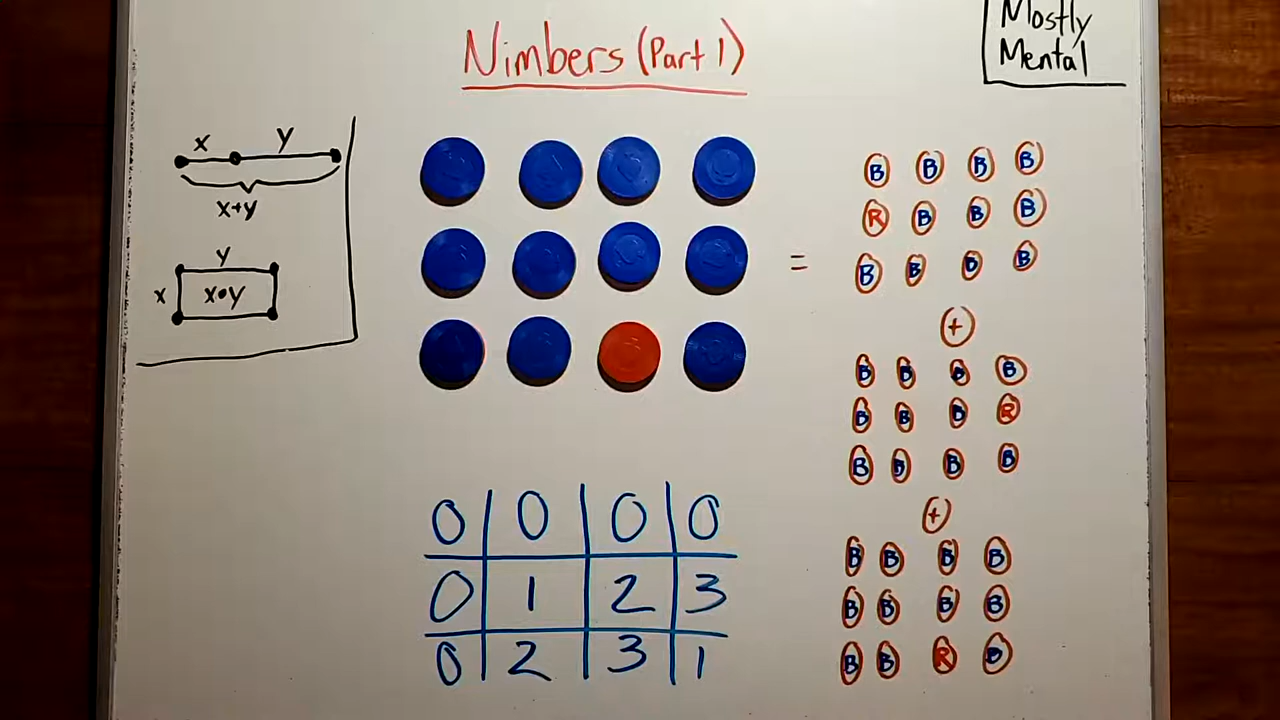 Nimbers (Part 1)
Mostly
Mental
x y
x+y
y
x x•y
=
B B B B
R B B B
B B B B
+
B B B B
B B B R
B B B B
+
B B B B
B B B B
B B R B
0 0 0 0
0 1 2 3
0 2 3 1